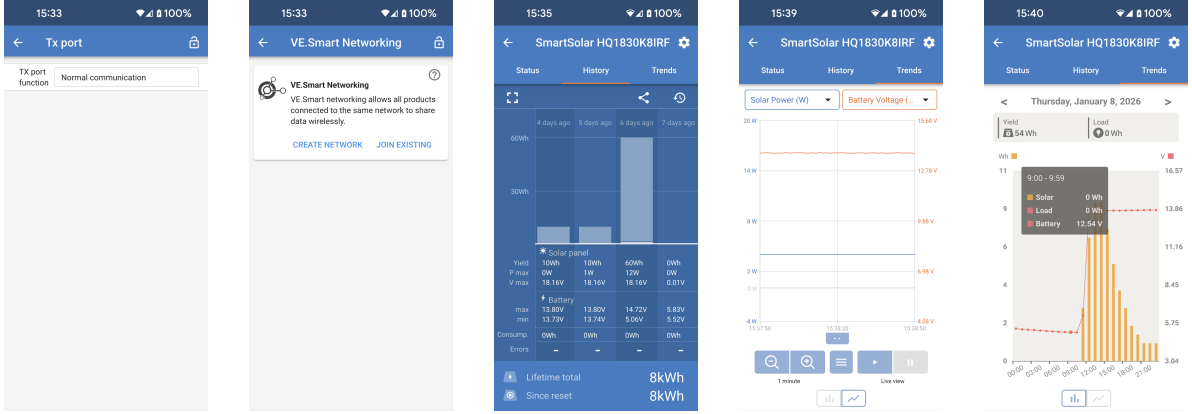 15:33
100%
Tx port
TX port
function
Normal communication
15:33
100%
VE.Smart Networking
VE.Smart Networking
VE.Smart networking allows all products
connected to the same network to share
data wirelessly.
CREATE NETWORK JOIN EXISTING
15:35
100%
SmartSolar HQ1830K8IRF
Status History Trends
4 days ago 5 days ago 6 days ago 7 days ago
60Wh
30Wh
Solar panel
Yield 10Wh 10Wh 60Wh 0Wh
P max 0W 1W 12W 0W
V max 18.16V 18.16V 18.16V 0.01V
Battery
max 13.80V 13.80V 14.72V 5.83V
min 13.73V 13.74V 5.06V 5.52V
Consump. 0Wh 0Wh 0Wh 0Wh
Errors – – – –
Lifetime total 8kWh
Since reset 8kWh
15:39
100%
SmartSolar HQ1830K8IRF
Status History Trends
Solar Power (W) Battery Voltage (...
20 W 15.68 V
14 W 12.78 V
8 W 9.88 V
2 W 6.98 V
0 W
-4 W 4.08 V
15:37:50 15:38:20 15:38:50
1 minute Live view
15:40
100%
SmartSolar HQ1830K8IRF
Status History Trends
< Thursday, January 8, 2026 >
Yield Load
54 Wh 0 Wh
Wh V
11 16.57
9 13.86
6 11.16
4 8.45
2 5.75
0 3.04
9:00 - 9:59
Solar 0 Wh
Load 0 Wh
Battery 12.54 V
00:00 03:00 06:00 09:00 12:00 15:00 18:00 21:00